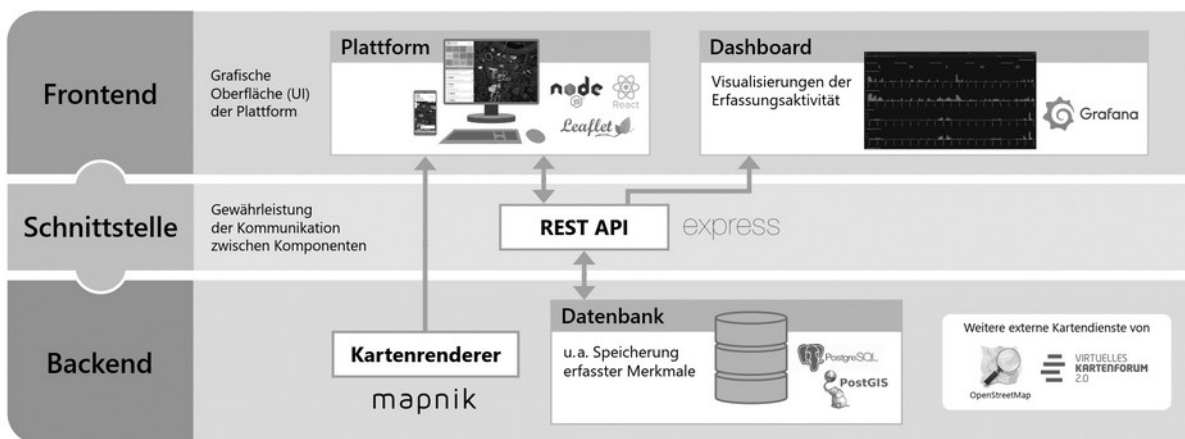 Frontend
Grafische
Oberfläche (UI)
der Plattform
Plattform
node
JS
React
Leaflet
Dashboard
Visualisierungen der
Erfassungsaktivität
Grafana
Schnittstelle
Gewährleistung
der Kommunikation
zwischen Komponenten
REST API
express
Backend
Kartenrenderer
mapnik
Datenbank
u.a. Speicherung
erfasster Merkmale
PostgreSQL
PostGIS
Weitere externe Kartendienste von
OpenStreetMap
VIRTUELLES
KARTENFORUM
2.0